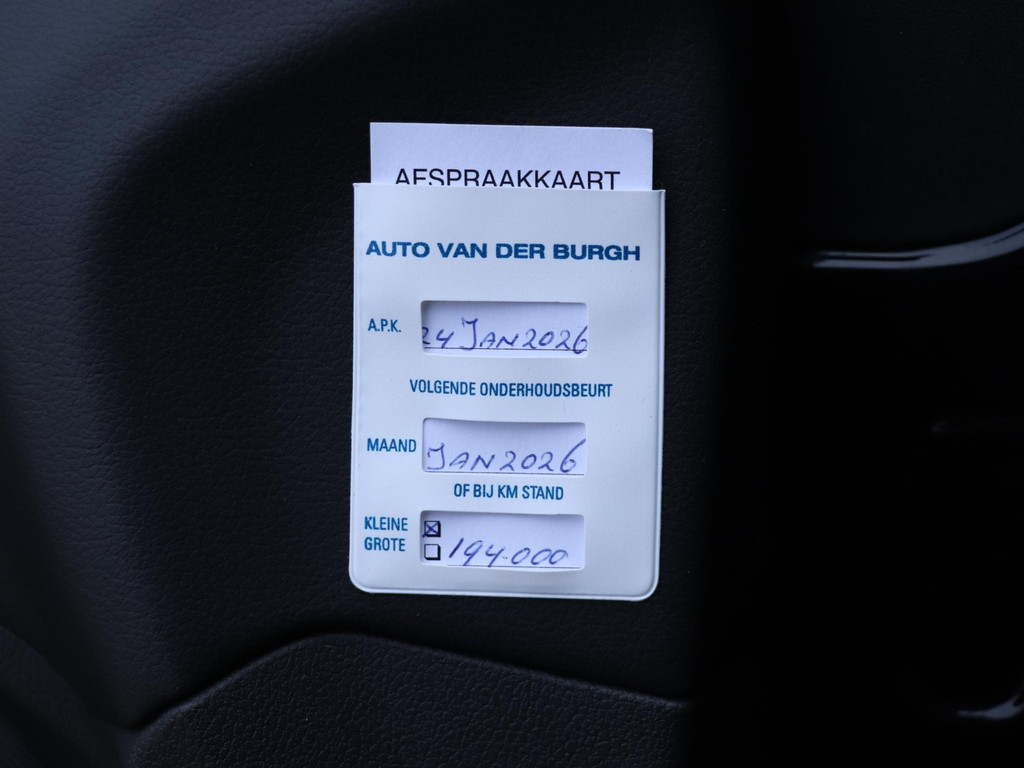 AFSPRAAKKAART
AUTO VAN DER BURGH
A.P.K. 24 JAN 2026
VOLGENDE ONDERHOUDSBEURT
MAAND JAN 2026
OF BIJ KM STAND
KLEINE ☒
GROTE ☐ 194.000